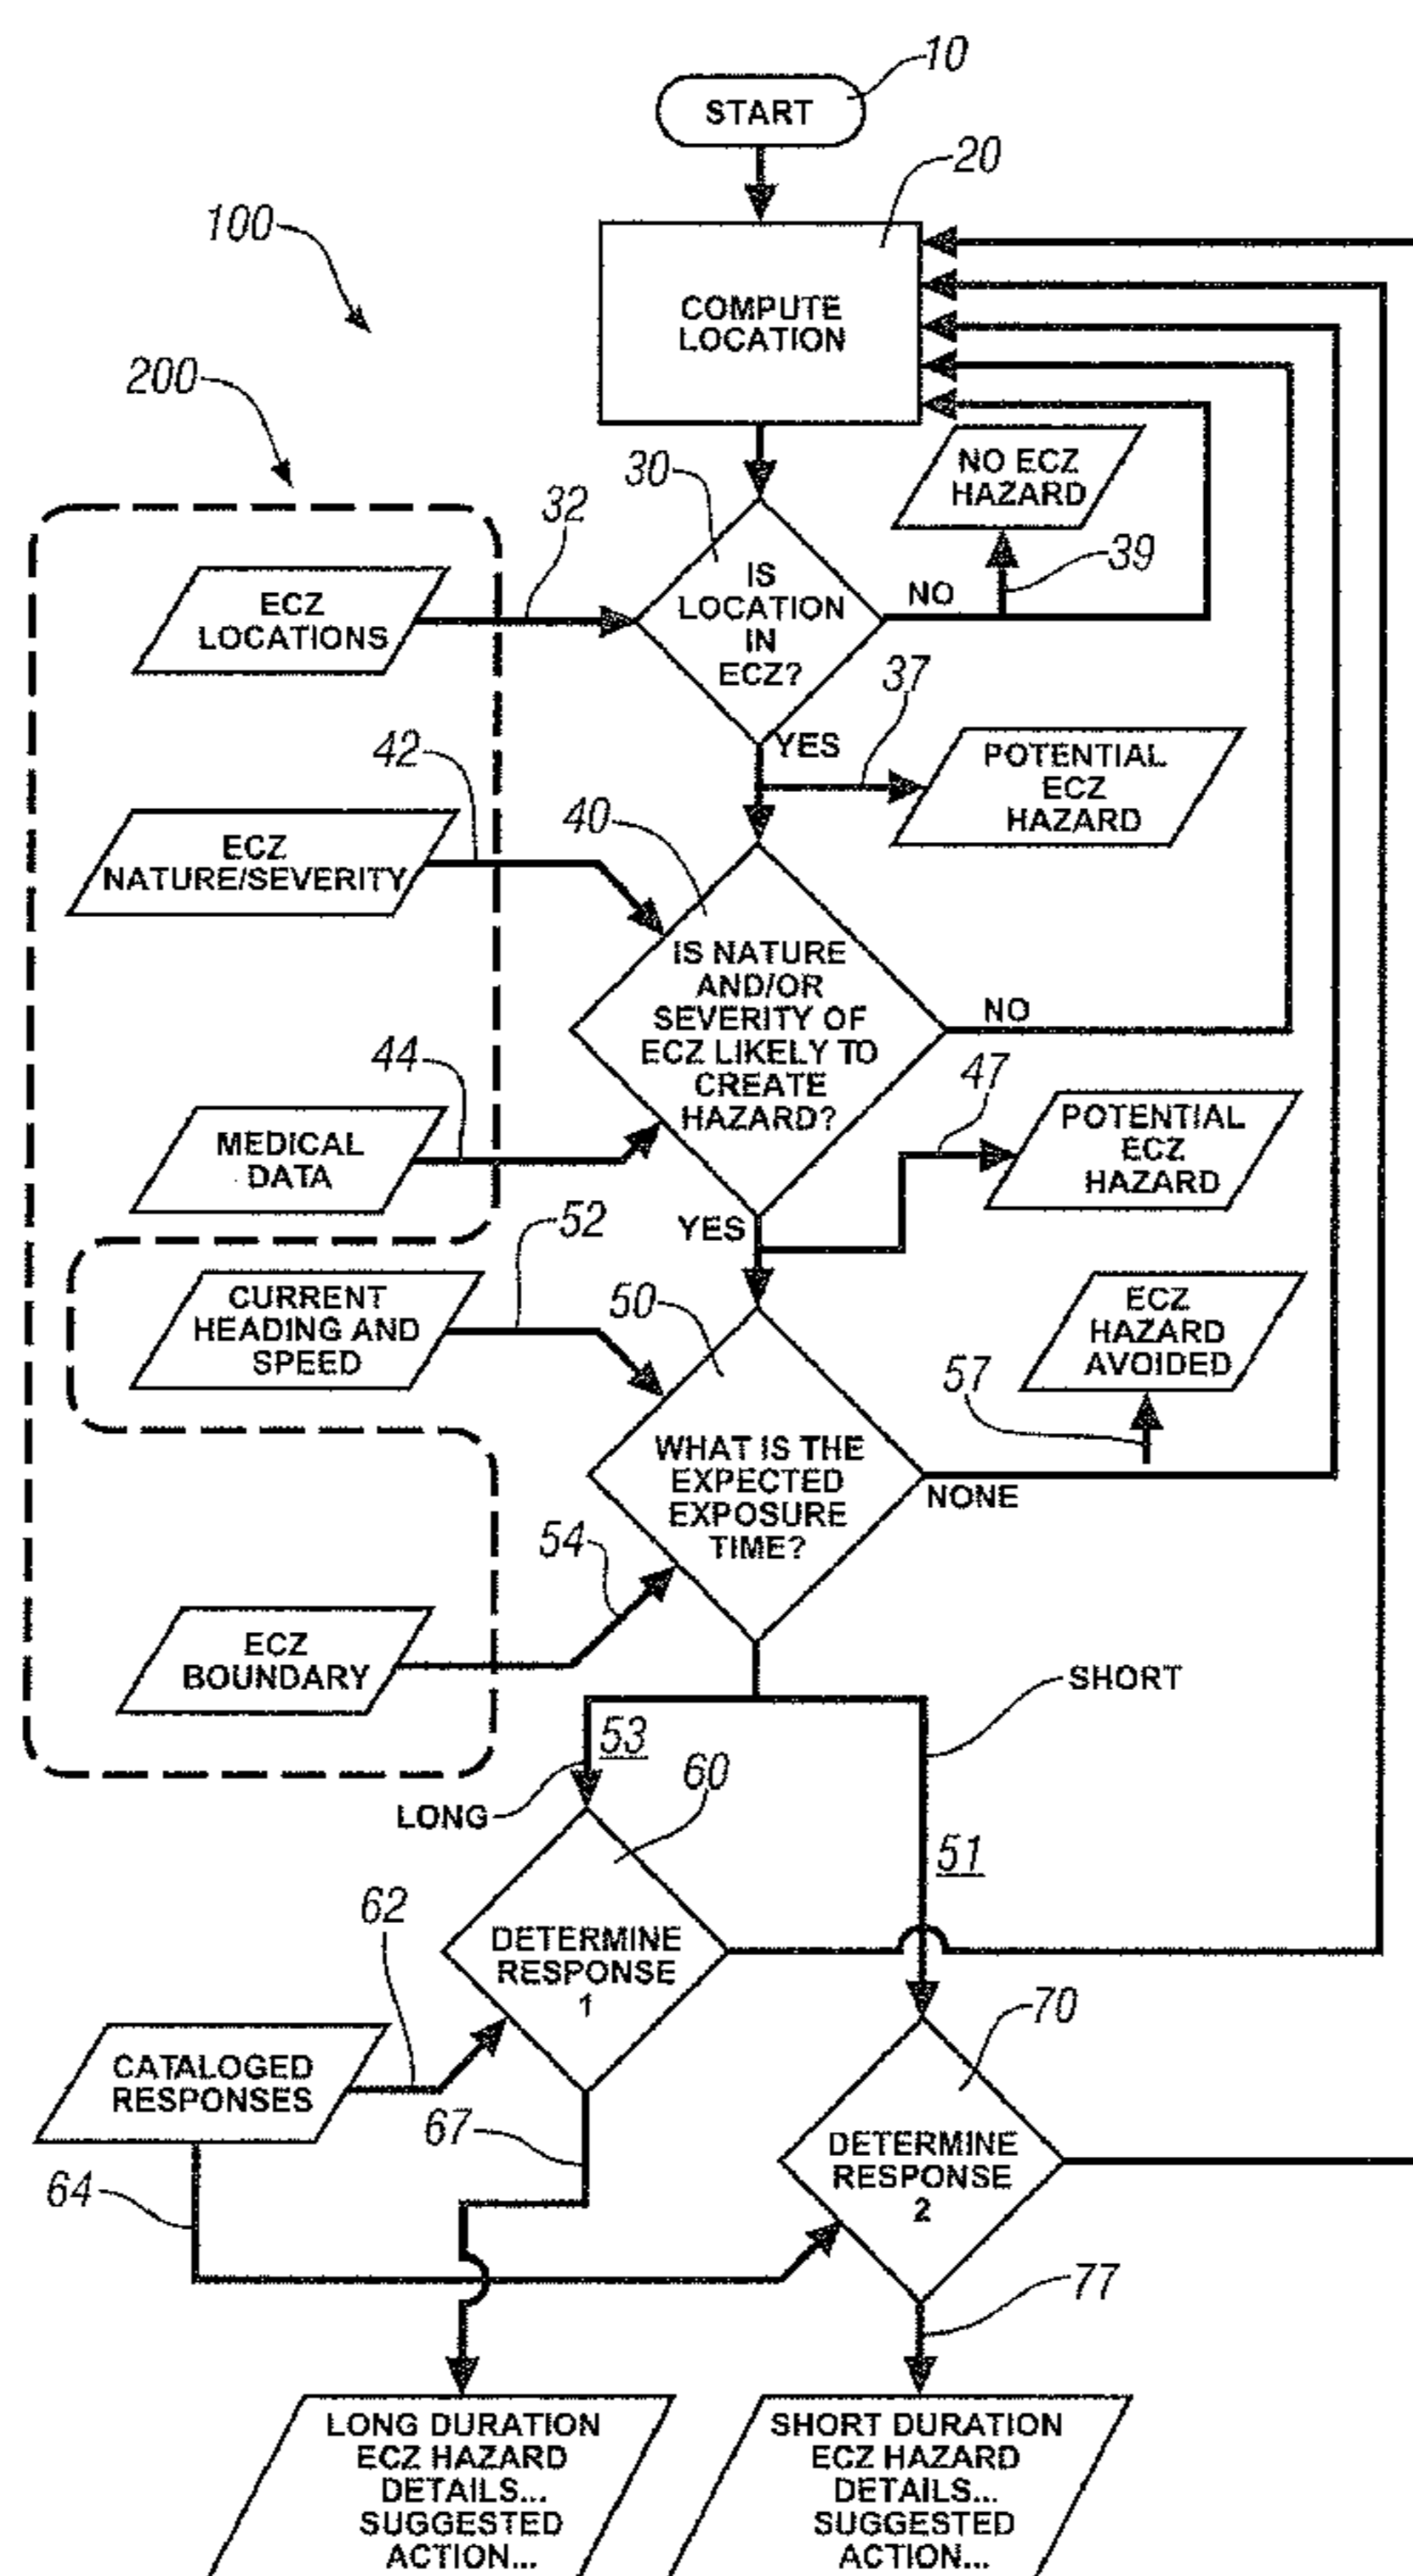 10
START
20
100
COMPUTE
LOCATION
200
NO ECZ
HAZARD
30
32
39
IS
LOCATION
IN
ECZ?
NO
ECZ
LOCATIONS
37
YES
42
POTENTIAL
ECZ
HAZARD
40
ECZ
NATURE/SEVERITY
IS NATURE
AND/OR
SEVERITY OF
ECZ LIKELY TO
CREATE
HAZARD?
NO
44
47
MEDICAL
DATA
POTENTIAL
ECZ
HAZARD
YES
52
CURRENT
HEADING AND
SPEED
50
ECZ
HAZARD
AVOIDED
57
WHAT IS THE
EXPECTED
EXPOSURE
TIME?
NONE
54
ECZ
BOUNDARY
SHORT
53
60
LONG
51
62
DETERMINE
RESPONSE
1
70
CATALOGED
RESPONSES
67
DETERMINE
RESPONSE
2
64
77
LONG DURATION
ECZ HAZARD
DETAILS...
SUGGESTED
ACTION...
SHORT DURATION
ECZ HAZARD
DETAILS...
SUGGESTED
ACTION...